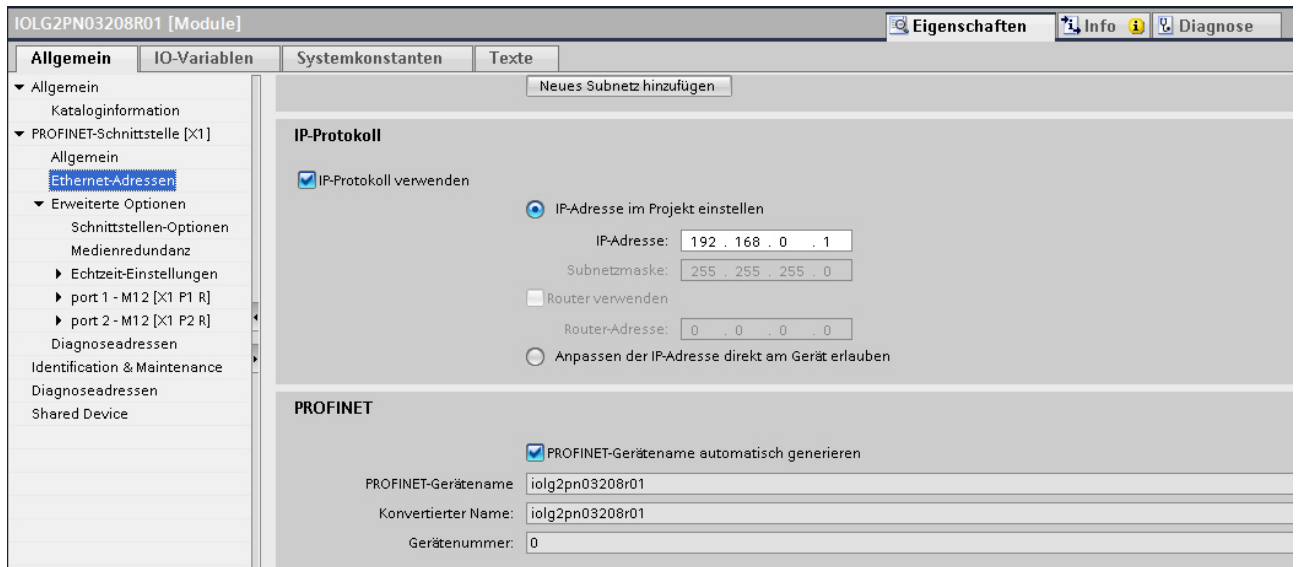 IOLG2PN03208R01 [Module]
Eigenschaften
Info
Diagnose
Allgemein
IO-Variablen
Systemkonstanten
Texte
Allgemein
Kataloginformation
PROFINET-Schnittstelle [X1]
Allgemein
Ethernet-Adressen
Erweiterte Optionen
Schnittstellen-Optionen
Medienredundanz
Echtzeit-Einstellungen
port 1 - M12 [X1 P1 R]
port 2 - M12 [X1 P2 R]
Diagnoseadressen
Identification & Maintenance
Diagnoseadressen
Shared Device
Neues Subnetz hinzufügen
IP-Protokoll
IP-Protokoll verwenden
IP-Adresse im Projekt einstellen
IP-Adresse: 192 . 168 . 0 . 1
Subnetzmaske: 255 . 255 . 255 . 0
Router verwenden
Router-Adresse: 0 . 0 . 0 . 0
Anpassen der IP-Adresse direkt am Gerät erlauben
PROFINET
PROFINET-Gerätename automatisch generieren
PROFINET-Gerätename iolg2pn03208r01
Konvertierter Name: iolg2pn03208r01
Gerätenummer: 0